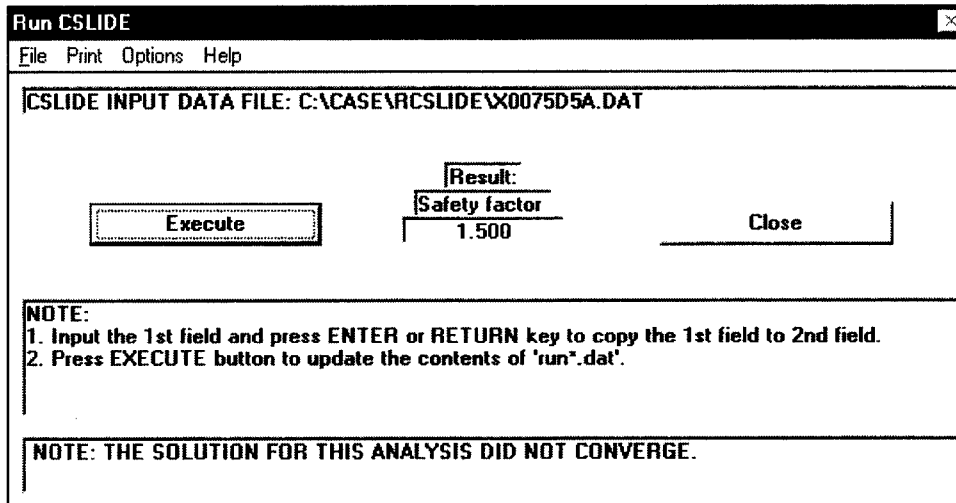 Run CSLIDE
File Print Options Help
CSLIDE INPUT DATA FILE: C:\CASE\RCSLIDE\X0075D5A.DAT
Result:
Safety factor
Execute
1.500
Close
NOTE:
1. Input the 1st field and press ENTER or RETURN key to copy the 1st field to 2nd field.
2. Press EXECUTE button to update the contents of 'run*.dat'.
NOTE: THE SOLUTION FOR THIS ANALYSIS DID NOT CONVERGE.